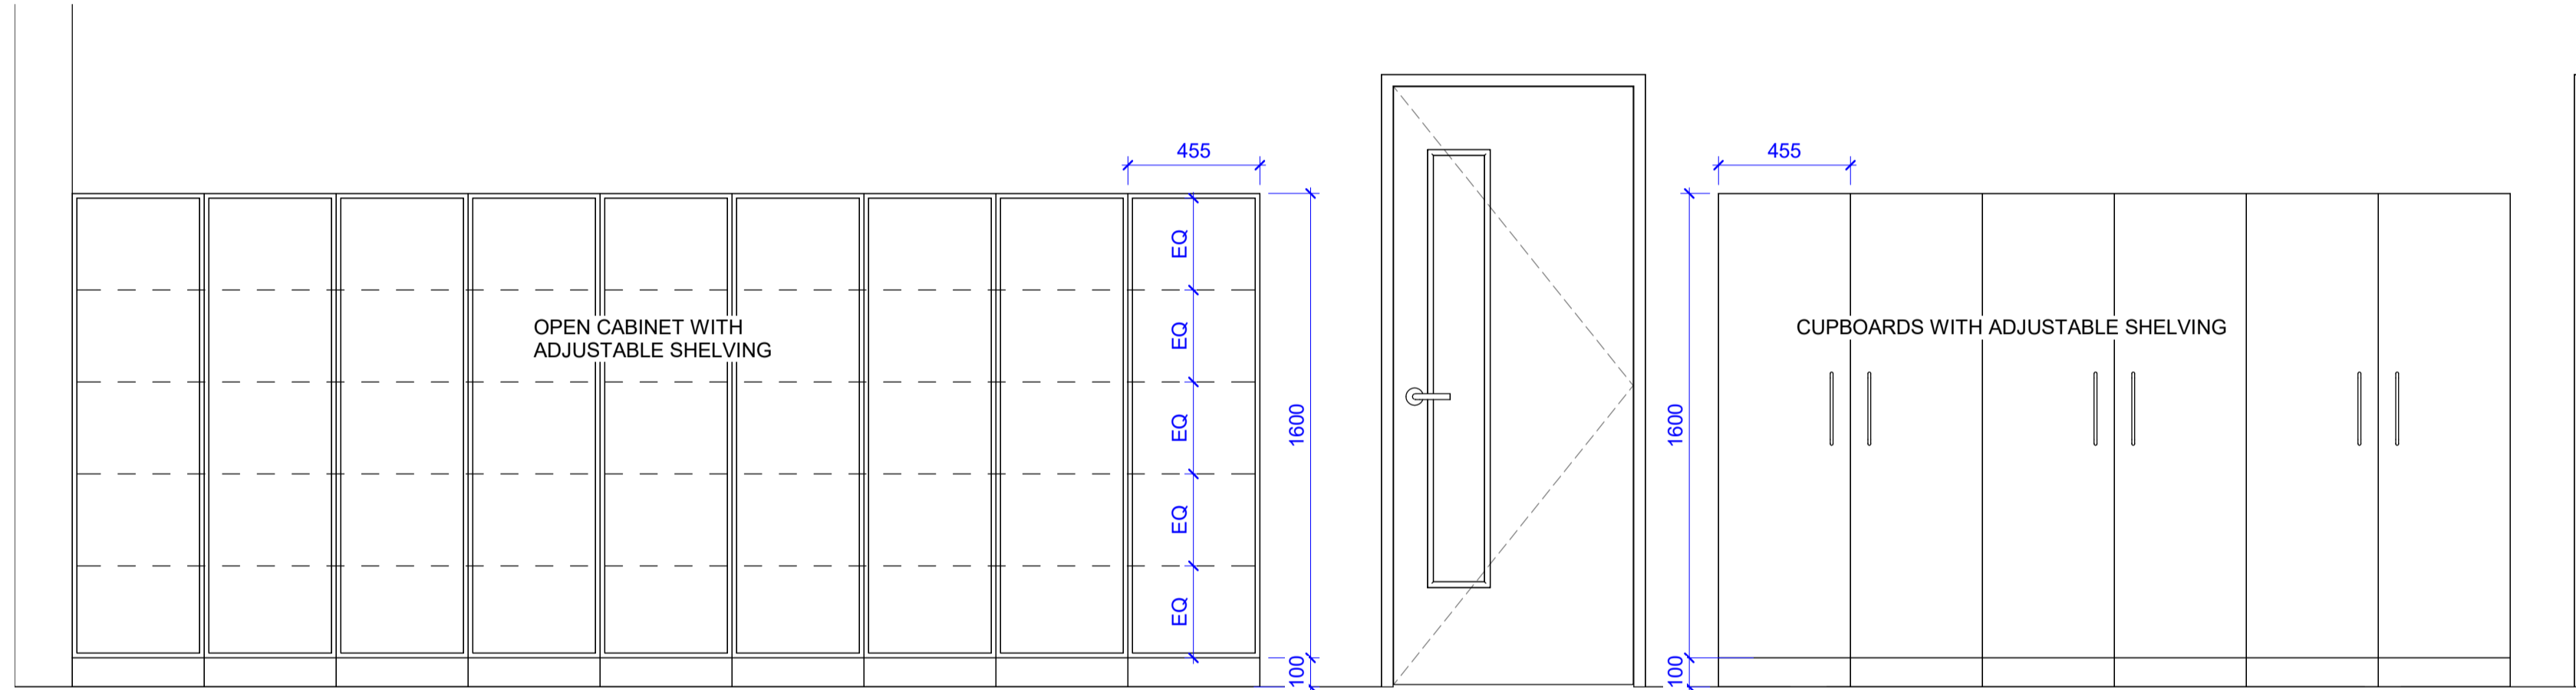 455
455
EQ
EQ
EQ
EQ
EQ
OPEN CABINET WITH
ADJUSTABLE SHELVING
CUPBOARDS WITH ADJUSTABLE SHELVING
1600
1600
100
100